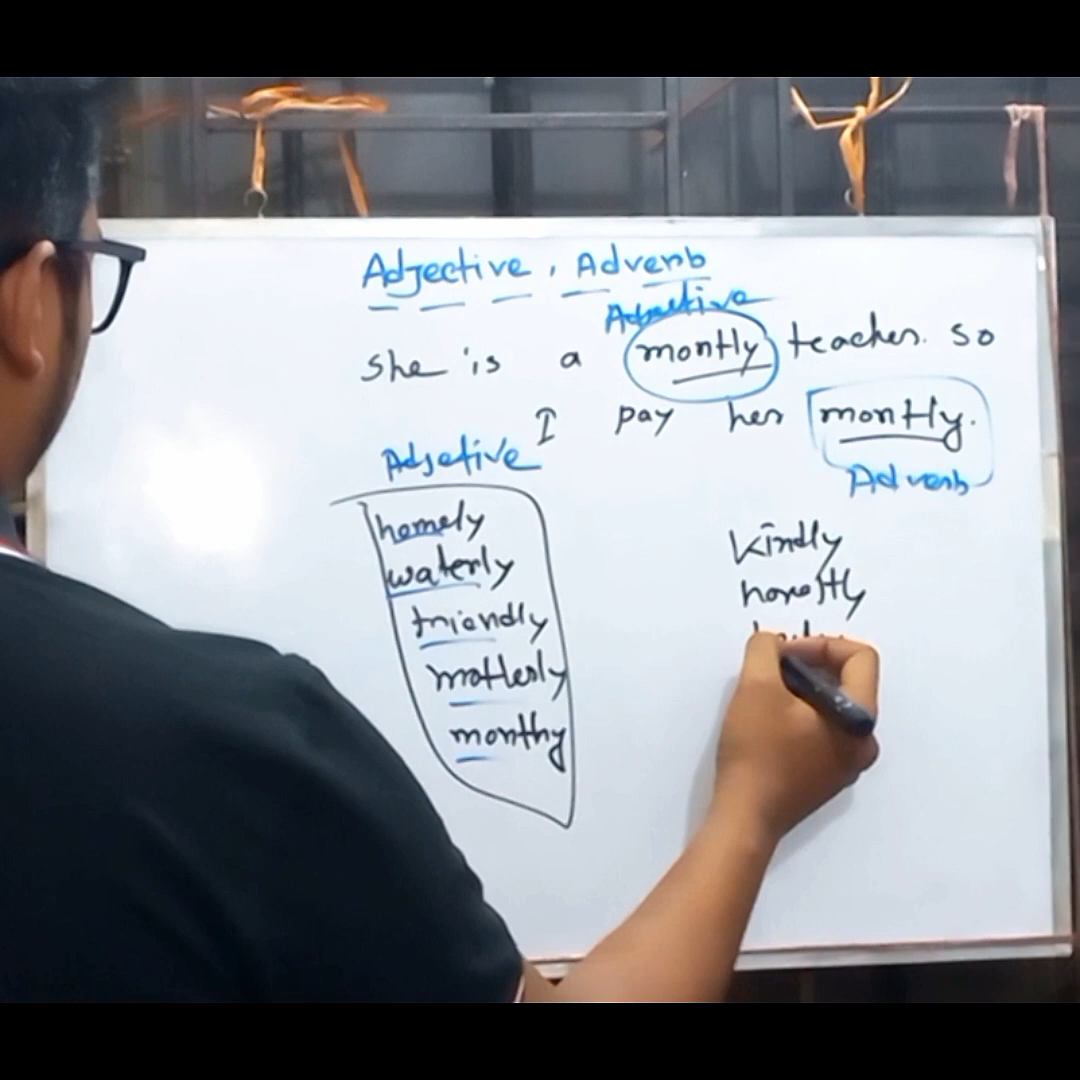 Adjective, Adverb
Adjective
She is a montly teacher. So
I pay her montly.
Adverb
Adjetive
homely
waterly
friendly
motherly
monthy
Kindly
honestly